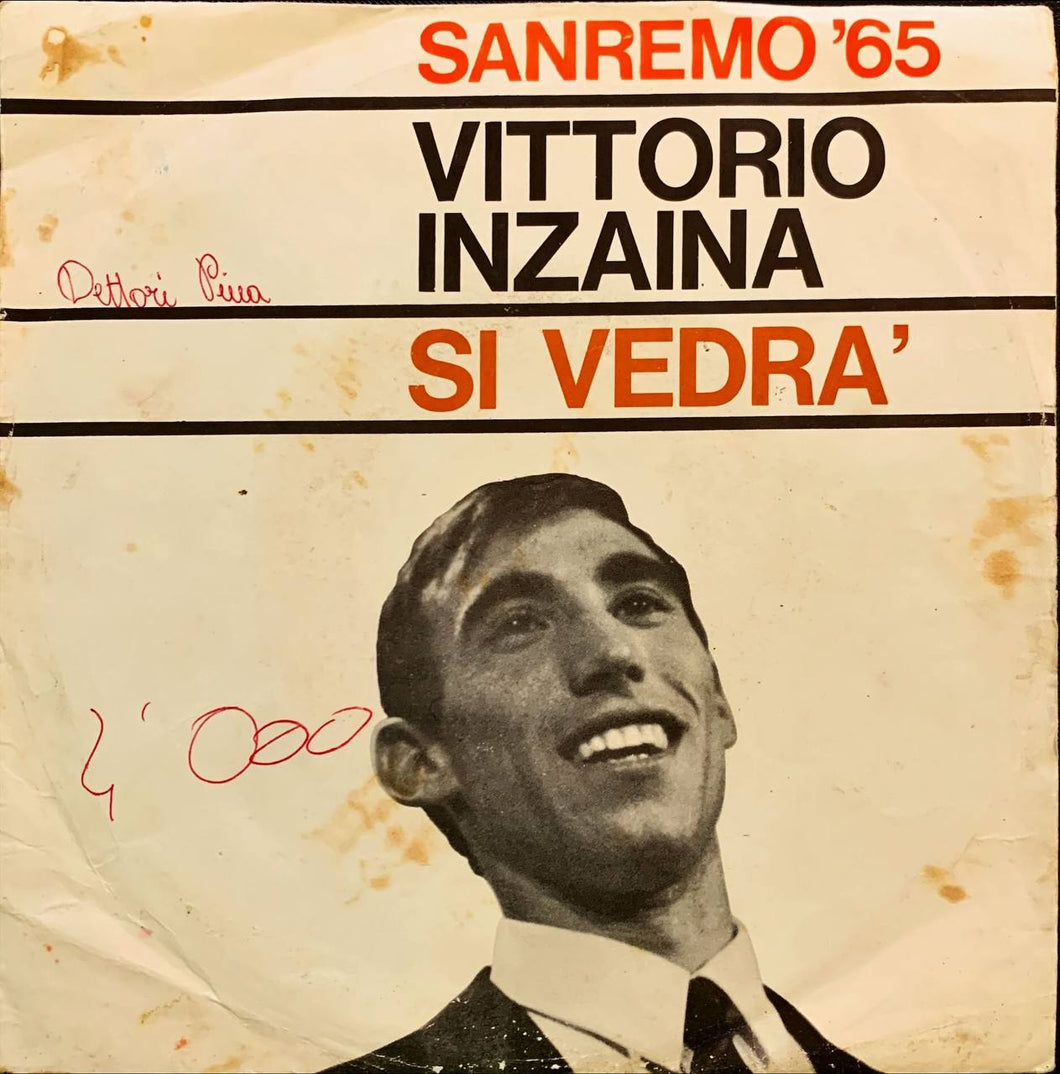 SANREMO '65
VITTORIO
INZAINA
Dettori Pina
SI VEDRA'